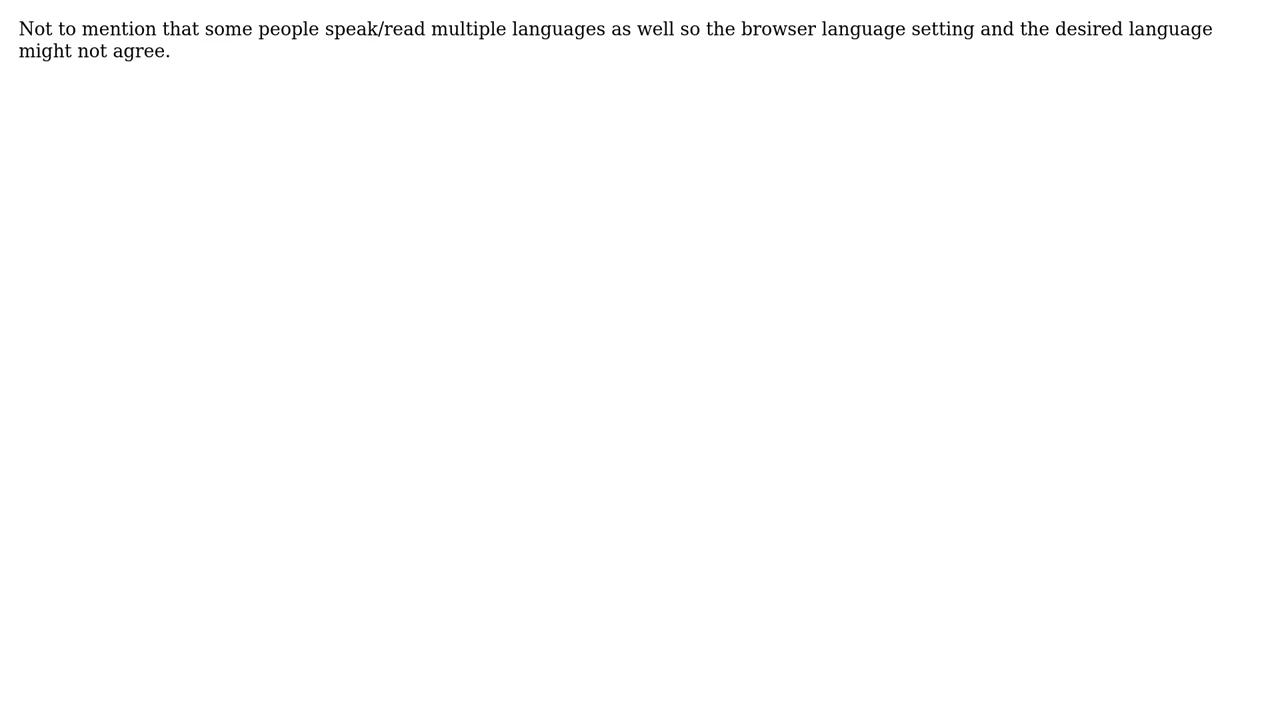 Not to mention that some people speak/read multiple languages as well so the browser language setting and the desired language
might not agree.